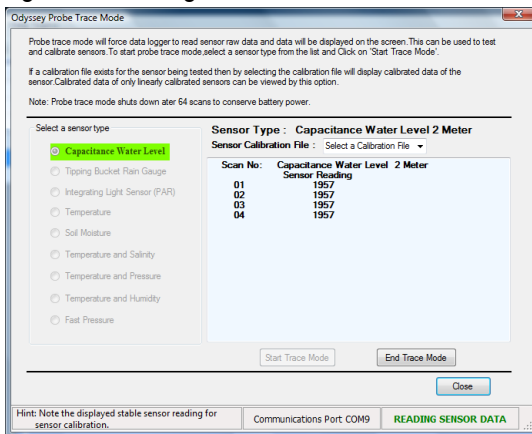 Odyssey Probe Trace Mode
Probe trace mode will force data logger to read sensor raw data and data will be displayed on the screen.This can be used to test
and calibrate sensors.To start probe trace mode,select a sensor type from the list and Click on 'Start Trace Mode'.
If a calibration file exists for the sensor being tested then by selecting the calibration file will display calibrated data of the
sensor.Calibrated data of only linearly calibrated sensors can be viewed by this option.
Note: Probe trace mode shuts down ater 64 scans to conserve battery power.
Select a sensor type
Sensor Type : Capacitance Water Level 2 Meter
Sensor Calibration File : Select a Calibration File
Capacitance Water Level
Tipping Bucket Rain Gauge
Integrating Light Sensor (PAR)
Temperature
Soil Moisture
Temperature and Salinity
Temperature and Pressure
Temperature and Humidity
Fast Pressure
Scan No: Capacitance Water Level 2 Meter
Sensor Reading
01 1957
02 1957
03 1957
04 1957
Start Trace Mode
End Trace Mode
Close
Hint: Note the displayed stable sensor reading for
sensor calibration.
Communications Port COM9
READING SENSOR DATA